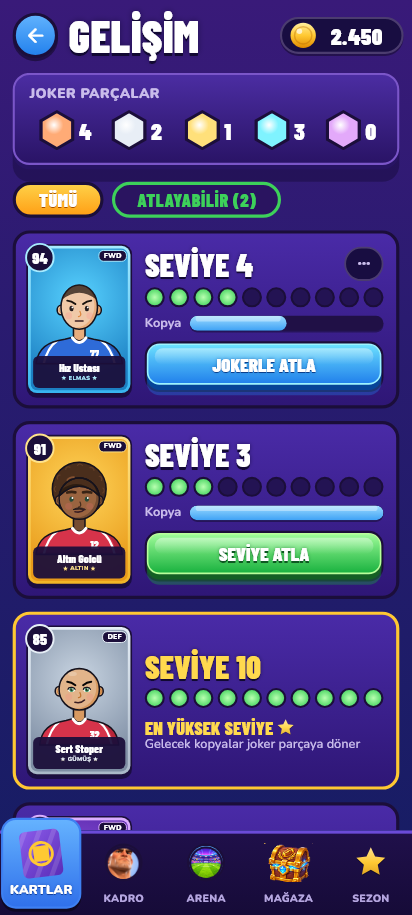 GELİŞİM
2.450
JOKER PARÇALAR
4 2 1 3 0
TÜMÜ
ATLAYABİLİR (2)
94
FWD
Hız Ustası
★ ELMAS ★
SEVİYE 4
...
Kopya
JOKERLE ATLA
91
FWD
Altın Golcü
★ ALTIN ★
SEVİYE 3
Kopya
SEVİYE ATLA
85
DEF
Sert Stoper
★ GÜMÜŞ ★
SEVİYE 10
EN YÜKSEK SEVİYE
Gelecek kopyalar joker parçaya döner
FWD
KARTLAR
KADRO
ARENA
MAĞAZA
SEZON